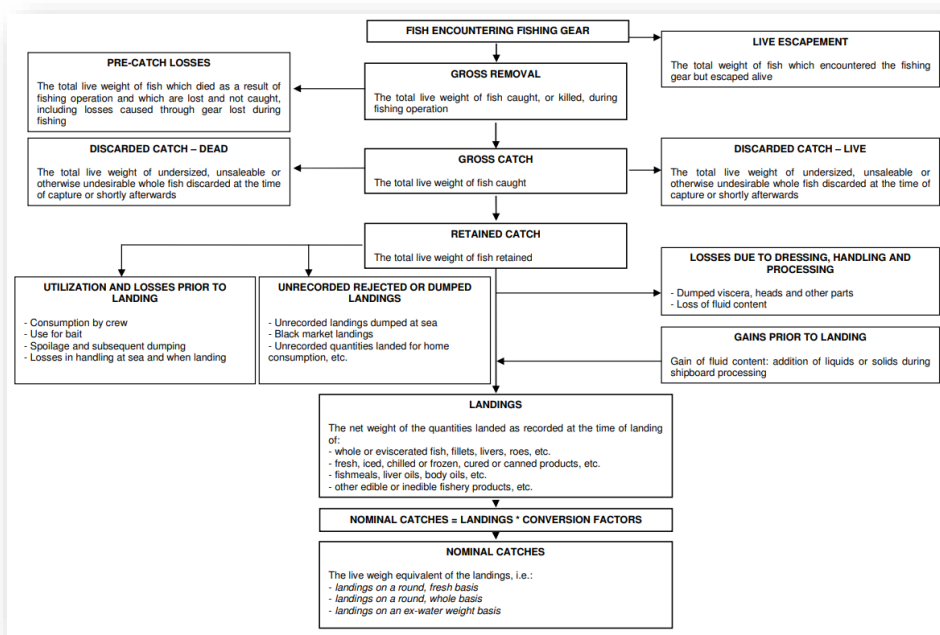 FISH ENCOUNTERING FISHING GEAR
LIVE ESCAPEMENT
The total weight of fish which encountered the fishing
gear but escaped alive
PRE-CATCH LOSSES
The total live weight of fish which died as a result of
fishing operation and which are lost and not caught,
including losses caused through gear lost during
fishing
GROSS REMOVAL
The total live weight of fish caught, or killed, during
fishing operation
DISCARDED CATCH – DEAD
The total live weight of undersized, unsaleable or
otherwise undesirable whole fish discarded at the time
of capture or shortly afterwards
GROSS CATCH
The total live weight of fish caught
DISCARDED CATCH – LIVE
The total live weight of undersized, unsaleable or
otherwise undesirable whole fish discarded at the time
of capture or shortly afterwards
RETAINED CATCH
The total live weight of fish retained
LOSSES DUE TO DRESSING, HANDLING AND
PROCESSING
- Dumped viscera, heads and other parts
- Loss of fluid content
UTILIZATION AND LOSSES PRIOR TO
LANDING
- Consumption by crew
- Use for bait
- Spoilage and subsequent dumping
- Losses in handling at sea and when landing
UNRECORDED REJECTED OR DUMPED
LANDINGS
- Unrecorded landings dumped at sea
- Black market landings
- Unrecorded quantities landed for home
consumption, etc.
GAINS PRIOR TO LANDING
Gain of fluid content: addition of liquids or solids during
shipboard processing
LANDINGS
The net weight of the quantities landed as recorded at the time of landing
of:
- whole or eviscerated fish, fillets, livers, roes, etc.
- fresh, iced, chilled or frozen, cured or canned products, etc.
- fishmeals, liver oils, body oils, etc.
- other edible or inedible fishery products, etc.
NOMINAL CATCHES = LANDINGS * CONVERSION FACTORS
NOMINAL CATCHES
The live weigh equivalent of the landings, i.e.:
- landings on a round, fresh basis
- landings on a round, whole basis
- landings on an ex-water weight basis